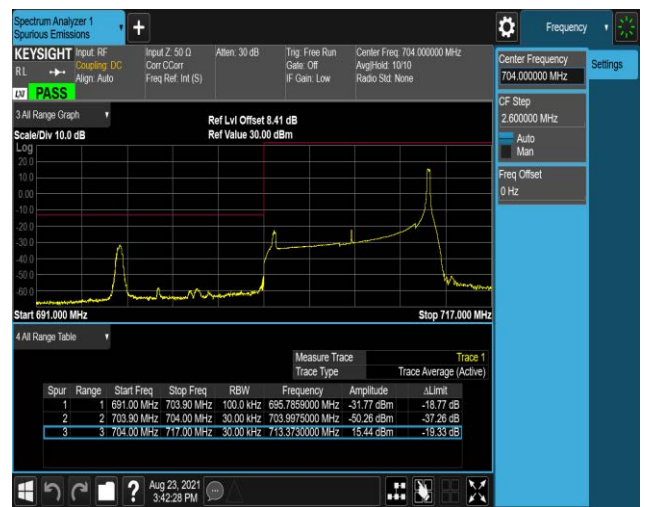 Spectrum Analyzer 1
Spurious Emissions
Frequency
KEYSIGHT Input: RF Input Z: 50 Ω Atten: 30 dB Trig: Free Run Center Freq: 704.000000 MHz
RL Coupling: DC Corr CCorr Gate: Off Avg|Hold: 10/10
Align: Auto Freq Ref: Int (S) IF Gain: Low Radio Std: None
LXI PASS
Center Frequency
704.000000 MHz
Settings
CF Step
2.600000 MHz
Auto
Man
Freq Offset
0 Hz
3 All Range Graph
Ref Lvl Offset 8.41 dB
Scale/Div 10.0 dB Ref Value 30.00 dBm
Log
20.0
10.0
0.00
-10.0
-20.0
-30.0
-40.0
-50.0
-60.0
Start 691.000 MHz Stop 717.000 MHz
4 All Range Table
Measure Trace Trace 1
Trace Type Trace Average (Active)
Spur Range Start Freq Stop Freq RBW Frequency Amplitude ΔLimit
1 1 691.00 MHz 703.90 MHz 100.0 kHz 695.7859000 MHz -31.77 dBm -18.77 dB
2 2 703.90 MHz 704.00 MHz 30.00 kHz 703.9975000 MHz -50.26 dBm -37.26 dB
3 3 704.00 MHz 717.00 MHz 30.00 kHz 713.3730000 MHz 15.44 dBm -19.33 dB
Aug 23, 2021
3:42:28 PM